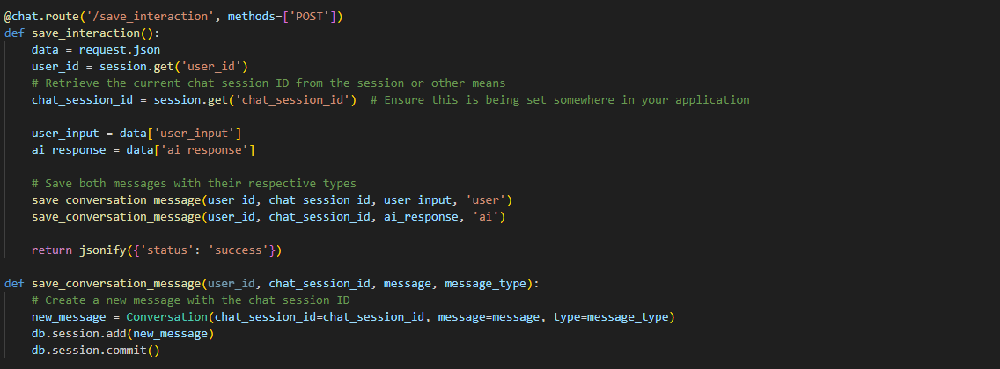 @chat.route('/save_interaction', methods=['POST'])
def save_interaction():
    data = request.json
    user_id = session.get('user_id')
    # Retrieve the current chat session ID from the session or other means
    chat_session_id = session.get('chat_session_id')  # Ensure this is being set somewhere in your application

    user_input = data['user_input']
    ai_response = data['ai_response']

    # Save both messages with their respective types
    save_conversation_message(user_id, chat_session_id, user_input, 'user')
    save_conversation_message(user_id, chat_session_id, ai_response, 'ai')

    return jsonify({'status': 'success'})

def save_conversation_message(user_id, chat_session_id, message, message_type):
    # Create a new message with the chat session ID
    new_message = Conversation(chat_session_id=chat_session_id, message=message, type=message_type)
    db.session.add(new_message)
    db.session.commit()